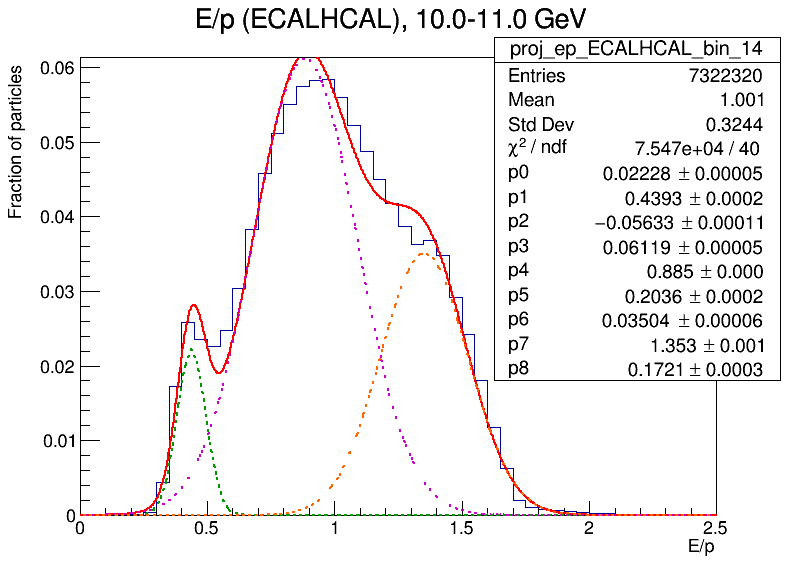 E/p (ECALHCAL), 10.0-11.0 GeV
proj_ep_ECALHCAL_bin_14
Entries 7322320
Mean 1.001
Std Dev 0.3244
χ² / ndf 7.547e+04 / 40
p0 0.02228 ± 0.00005
p1 0.4393 ± 0.0002
p2 −0.05633 ± 0.00011
p3 0.06119 ± 0.00005
p4 0.885 ± 0.000
p5 0.2036 ± 0.0002
p6 0.03504 ± 0.00006
p7 1.353 ± 0.001
p8 0.1721 ± 0.0003
Fraction of particles
0.06
0.05
0.04
0.03
0.02
0.01
0
0 0.5 1 1.5 2 2.5
E/p